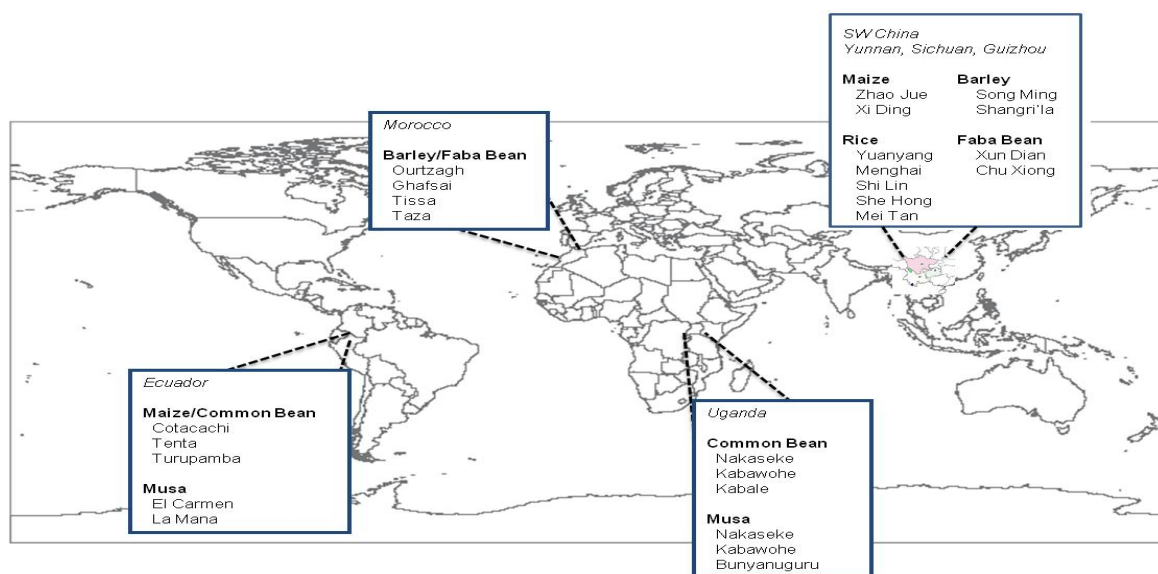 SW China
Yunnan, Sichuan, Guizhou
Maize
Zhao Jue
Xi Ding
Barley
Song Ming
Shangri'la
Rice
Yuanyang
Menghai
Shi Lin
She Hong
Mei Tan
Faba Bean
Xun Dian
Chu Xiong
Morocco
Barley/Faba Bean
Ourtzagh
Ghafsai
Tissa
Taza
Ecuador
Maize/Common Bean
Cotacachi
Tenta
Turupamba
Musa
El Carmen
La Mana
Uganda
Common Bean
Nakaseke
Kabawohe
Kabale
Musa
Nakaseke
Kabawohe
Bunyanuguru